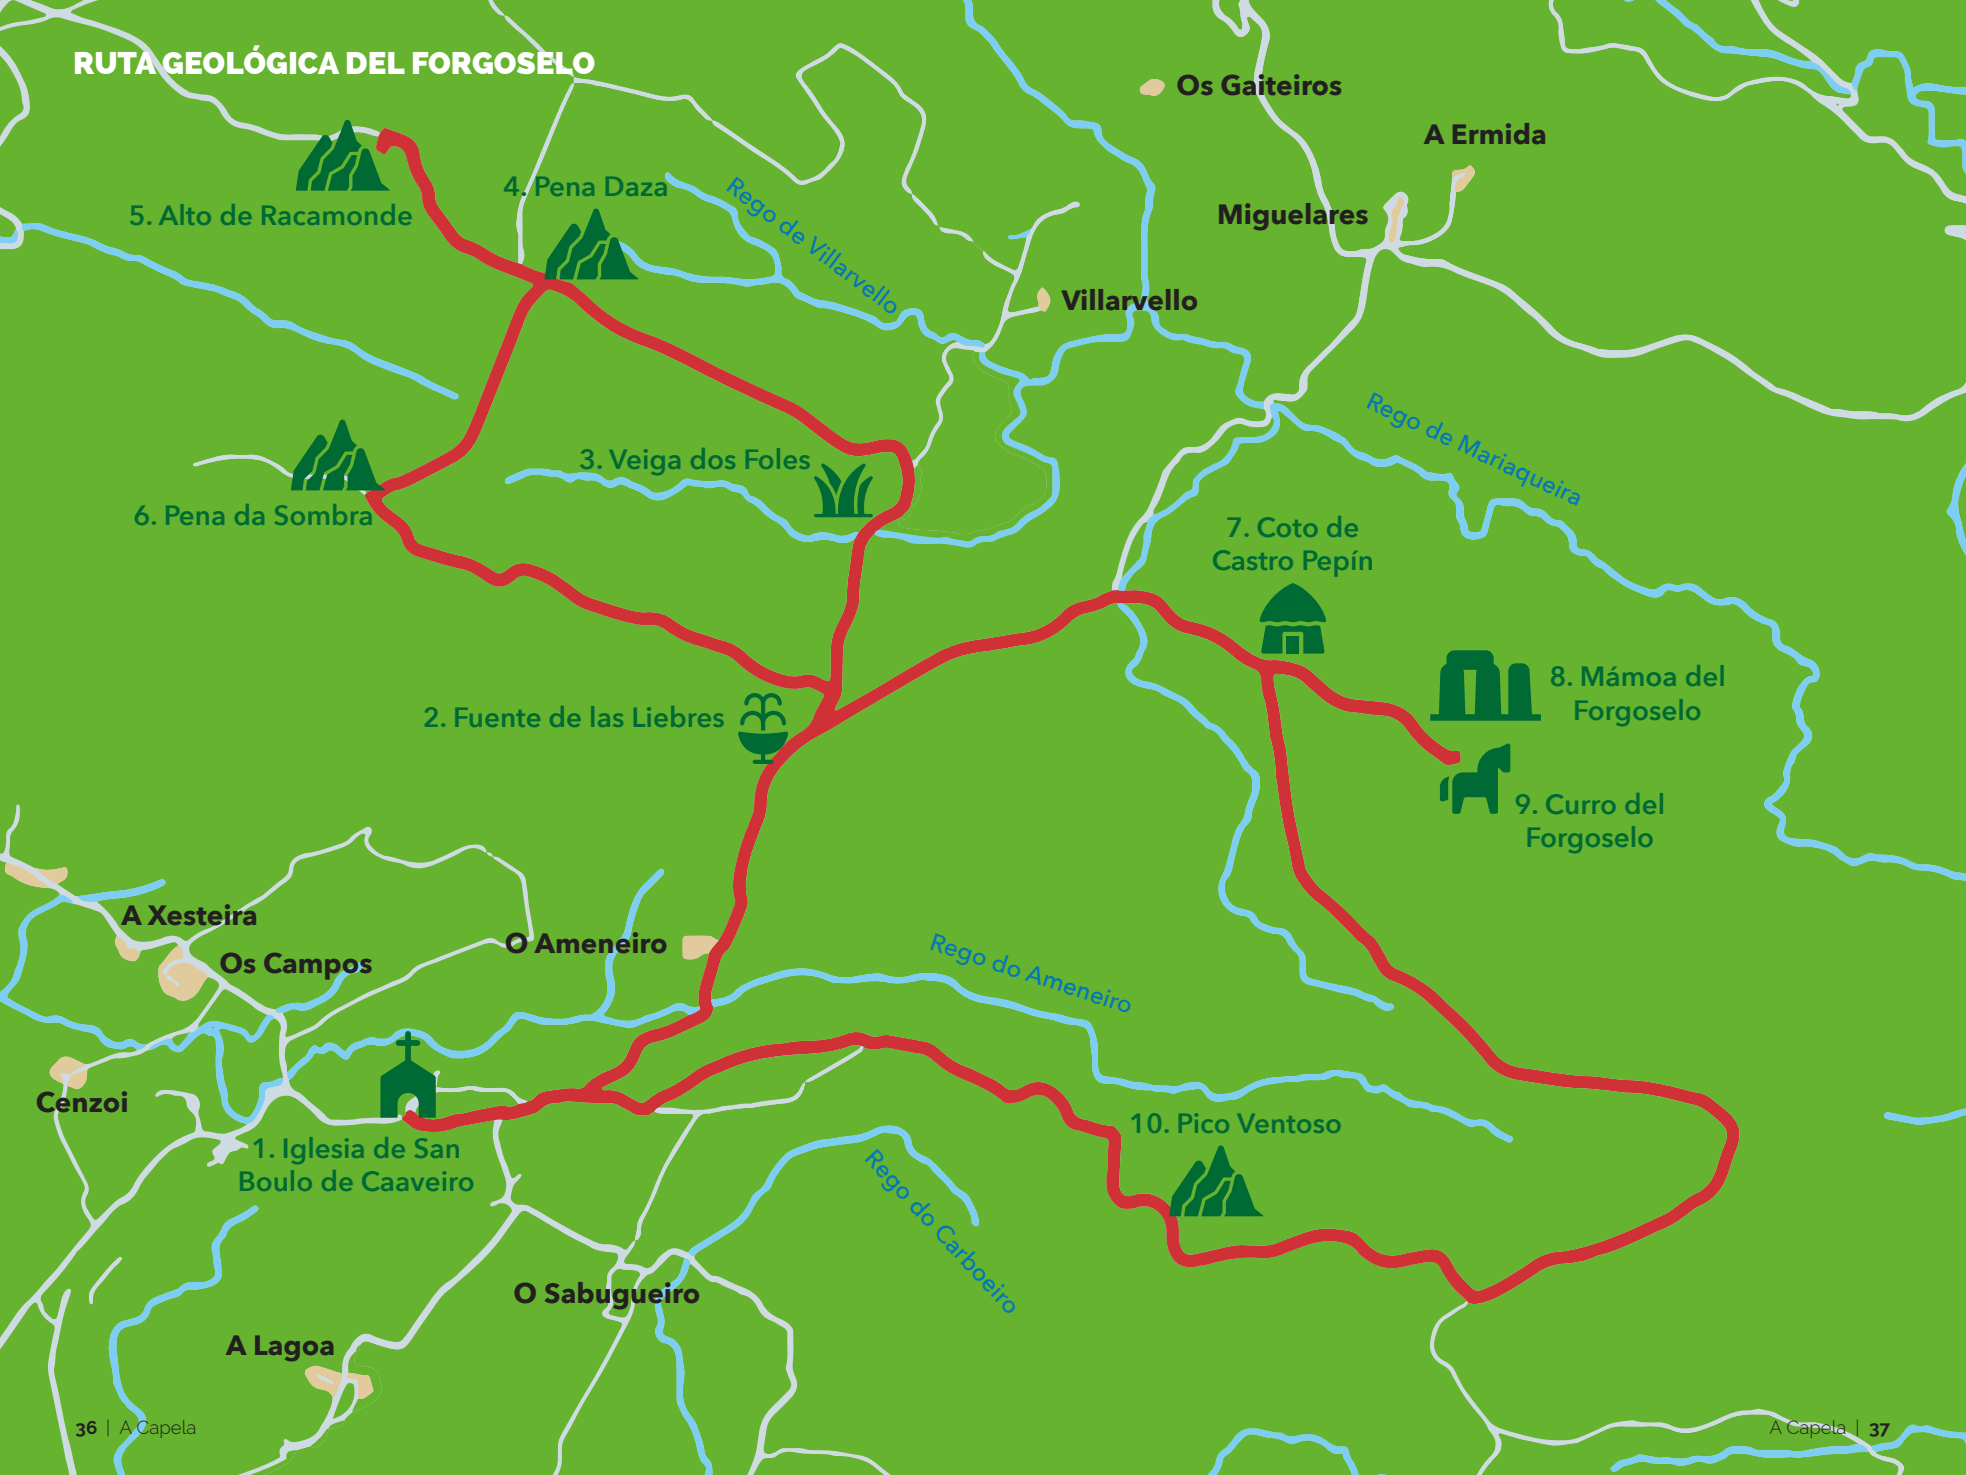 RUTA GEOLÓGICA DEL FORGOSELO
Os Gaiteiros
A Ermida
4. Pena Daza
Rego de Villarvello
Miguelares
5. Alto de Racamonde
Villarvello
Rego de Mariaqueira
3. Veiga dos Foles
6. Pena da Sombra
7. Coto de
Castro Pepín
8. Mámoa del
Forgoselo
2. Fuente de las Liebres
9. Curro del
Forgoselo
A Xesteira
O Ameneiro
Os Campos
Rego do Ameneiro
Cenzoi
1. Iglesia de San
Boulo de Caaveiro
10. Pico Ventoso
Rego do Carboeiro
O Sabugueiro
A Lagoa
36 | A Capela
A Capela | 37